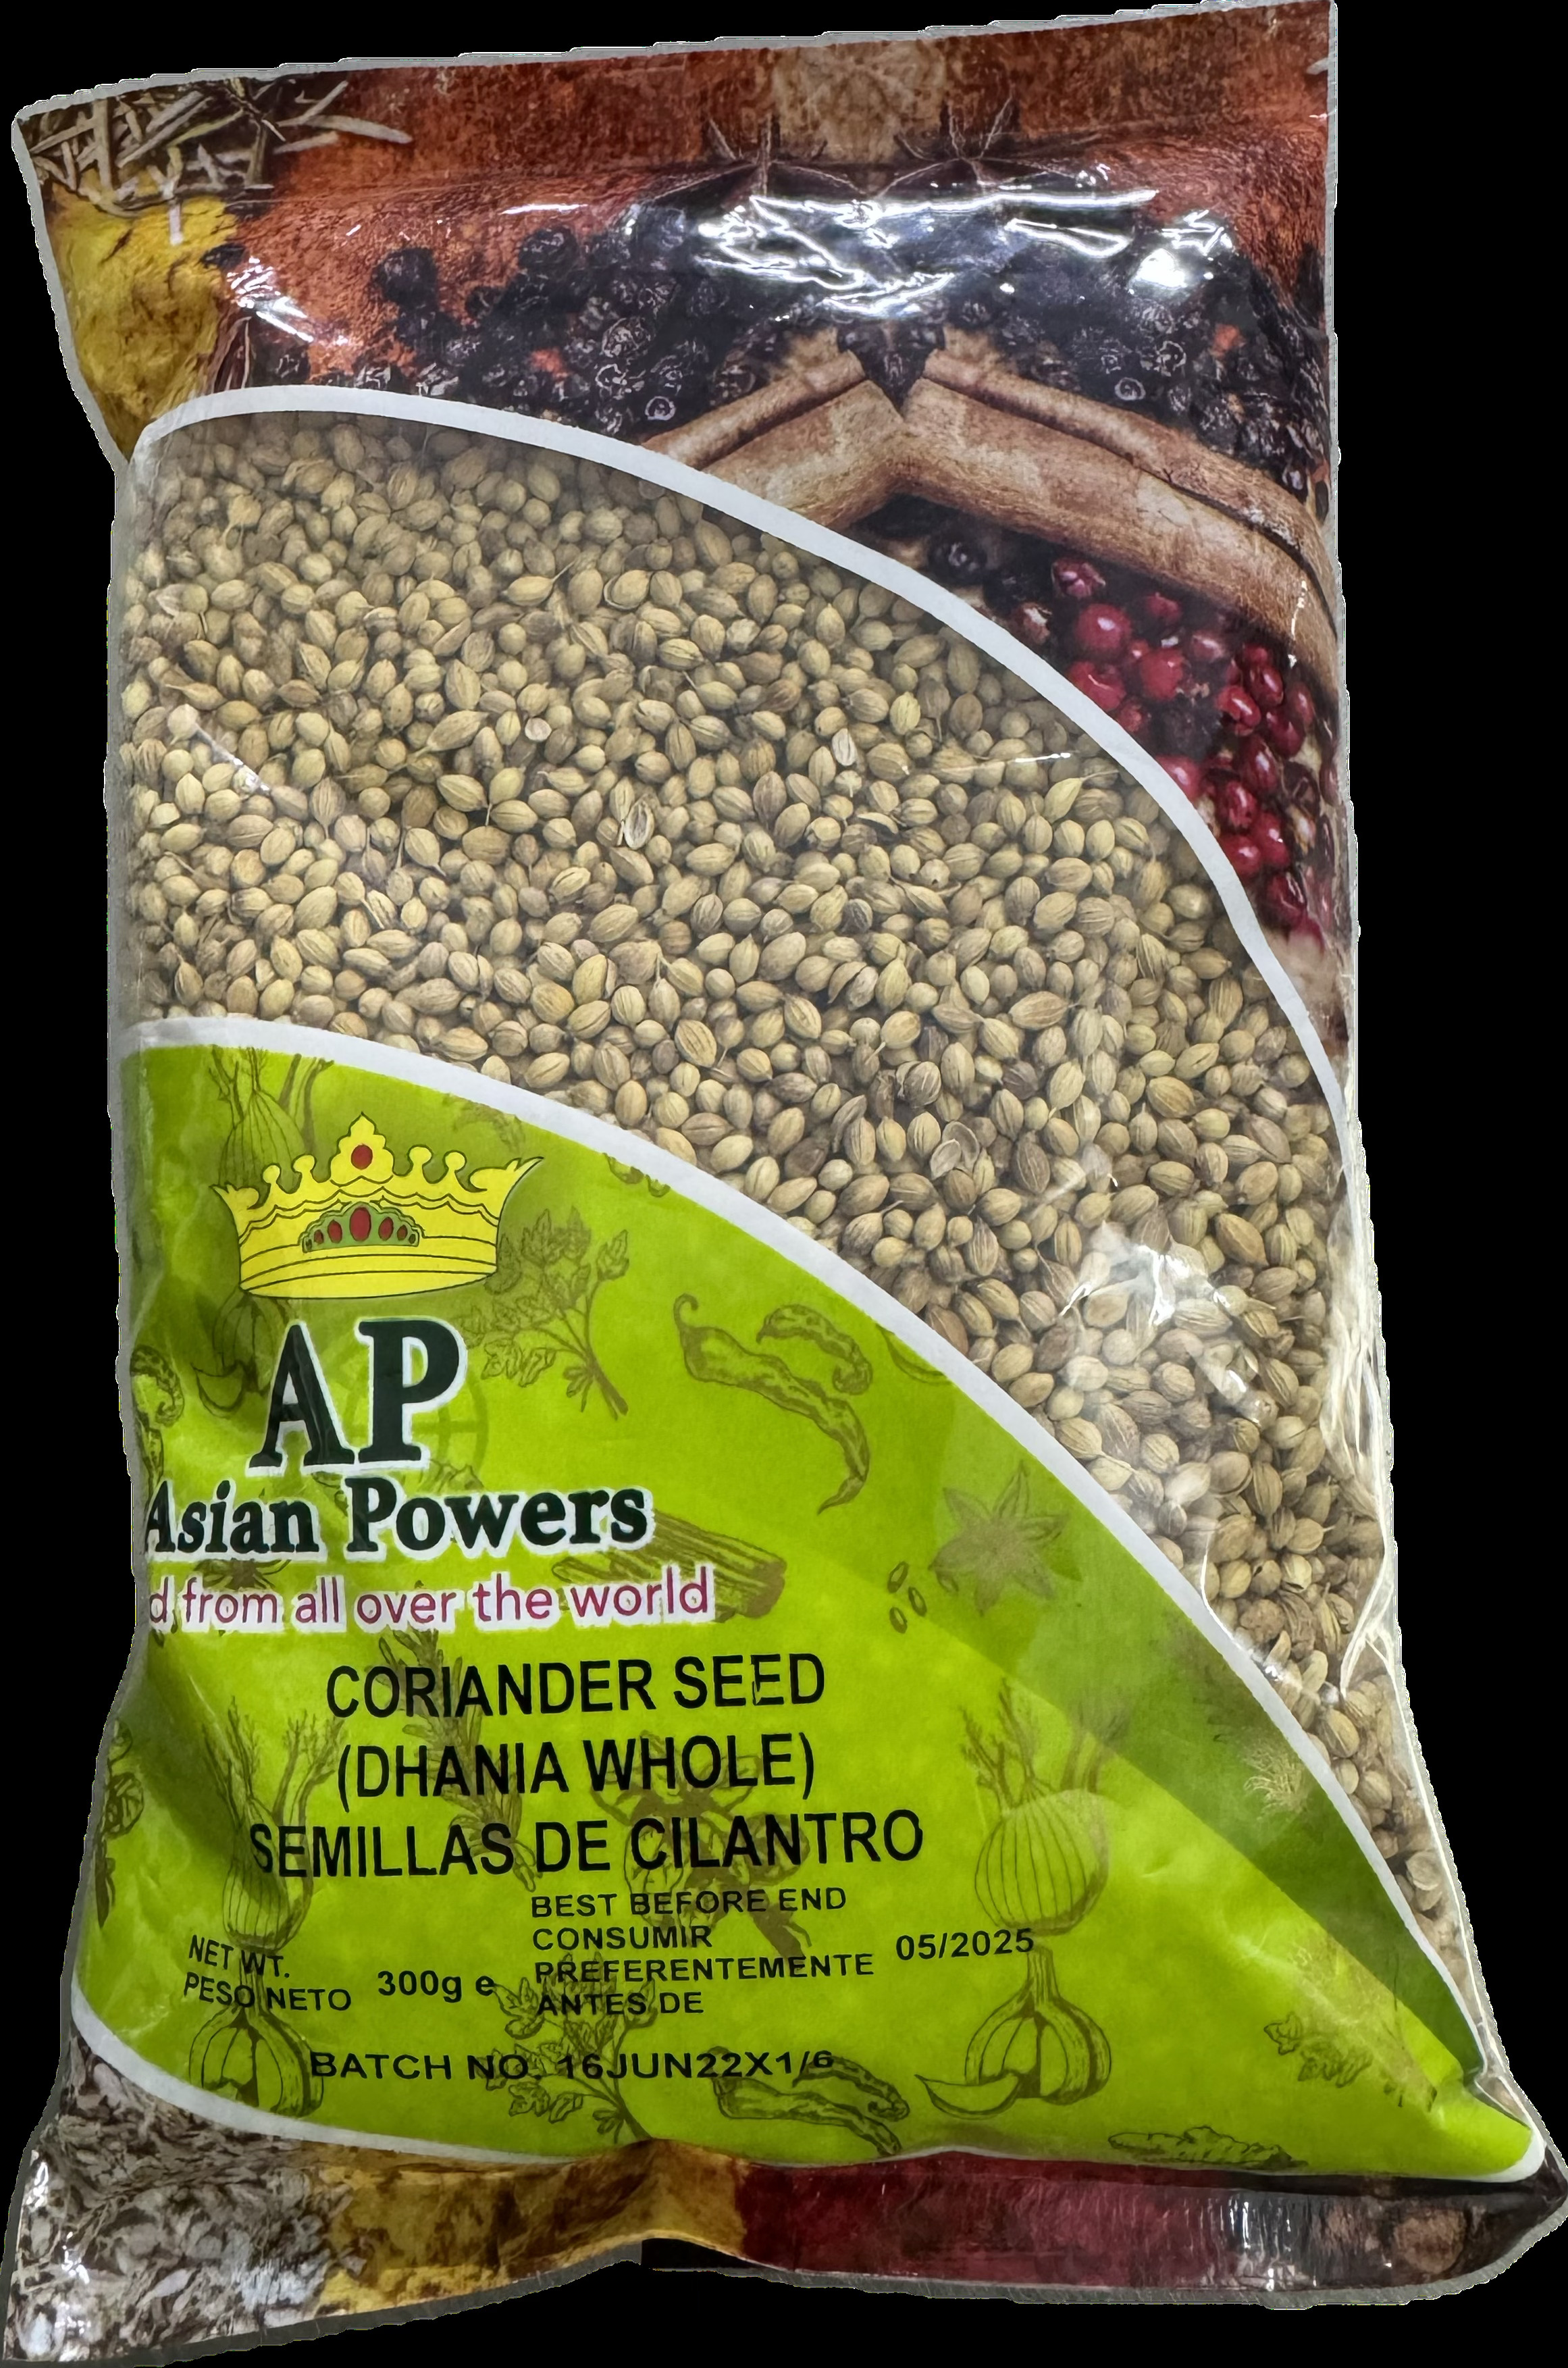 AP
Asian Powers
d from all over the world
CORIANDER SEED
(DHANIA WHOLE)
SEMILLAS DE CILANTRO
NET WT.
PESO NETO
300g e
BEST BEFORE END
CONSUMIR
PREFERENTEMENTE
ANTES DE
05/2025
BATCH NO. 16JUN22X1/6